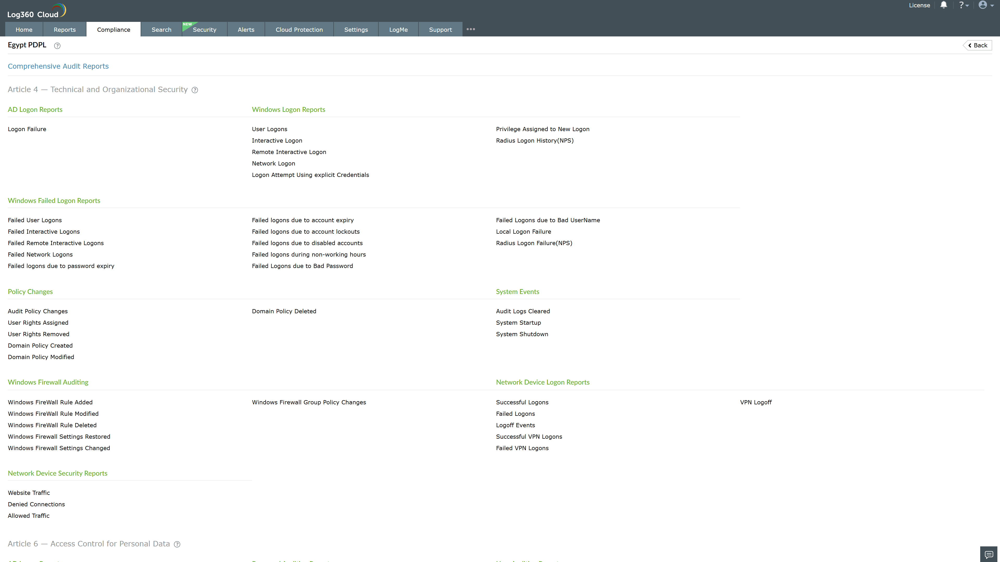 Log360 Cloud
License
Home
Reports
Compliance
Search
NEW
Security
Alerts
Cloud Protection
Settings
LogMe
Support
Egypt PDPL
Back
Comprehensive Audit Reports
Article 4 — Technical and Organizational Security
AD Logon Reports
Logon Failure
Windows Logon Reports
User Logons
Interactive Logon
Remote Interactive Logon
Network Logon
Logon Attempt Using explicit Credentials
Privilege Assigned to New Logon
Radius Logon History(NPS)
Windows Failed Logon Reports
Failed User Logons
Failed Interactive Logons
Failed Remote Interactive Logons
Failed Network Logons
Failed logons due to password expiry
Failed logons due to account expiry
Failed logons due to account lockouts
Failed logons due to disabled accounts
Failed logons during non-working hours
Failed Logons due to Bad Password
Failed Logons due to Bad UserName
Local Logon Failure
Radius Logon Failure(NPS)
Policy Changes
Audit Policy Changes
User Rights Assigned
User Rights Removed
Domain Policy Created
Domain Policy Modified
Domain Policy Deleted
System Events
Audit Logs Cleared
System Startup
System Shutdown
Windows Firewall Auditing
Windows FireWall Rule Added
Windows FireWall Rule Modified
Windows FireWall Rule Deleted
Windows Firewall Settings Restored
Windows Firewall Settings Changed
Windows Firewall Group Policy Changes
Network Device Logon Reports
Successful Logons
Failed Logons
Logoff Events
Successful VPN Logons
Failed VPN Logons
VPN Logoff
Network Device Security Reports
Website Traffic
Denied Connections
Allowed Traffic
Article 6 — Access Control for Personal Data